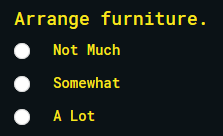 Arrange furniture.
Not Much
Somewhat
A Lot